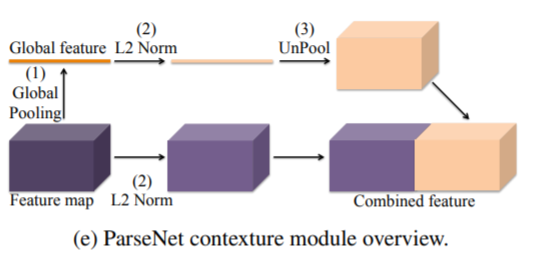 (2)
(3)
Global feature L2 Norm
UnPool
(1)
Global
Pooling
(2)
Feature map L2 Norm
Combined feature
(e) ParseNet contexture module overview.